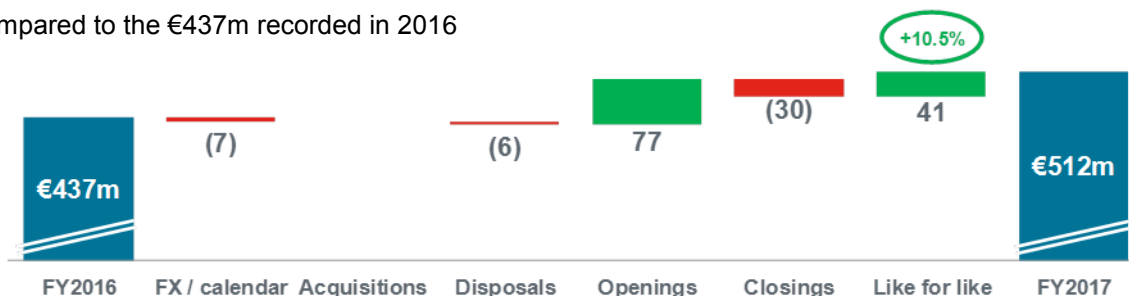 mpared to the €437m recorded in 2016
+10.5%
(7)
(6)
77
(30)
41
€437m
€512m
FY2016 FX / calendar Acquisitions Disposals Openings Closings Like for like FY2017